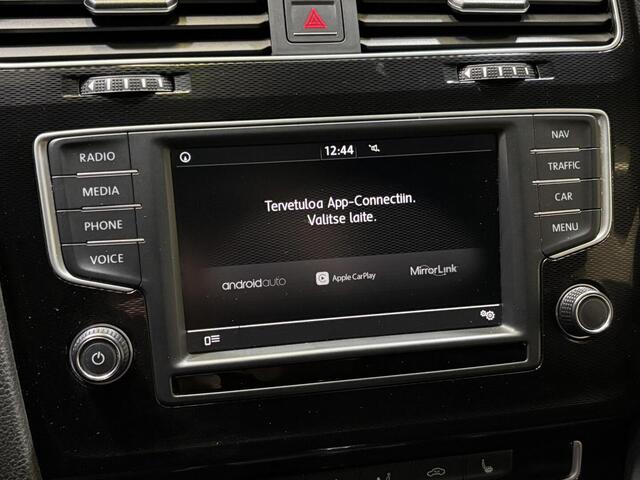 RADIO
MEDIA
PHONE
VOICE
12:44
Tervetuloa App-Connectiin.
Valitse laite.
androidauto
Apple CarPlay
MirrorLink
NAV
TRAFFIC
CAR
MENU